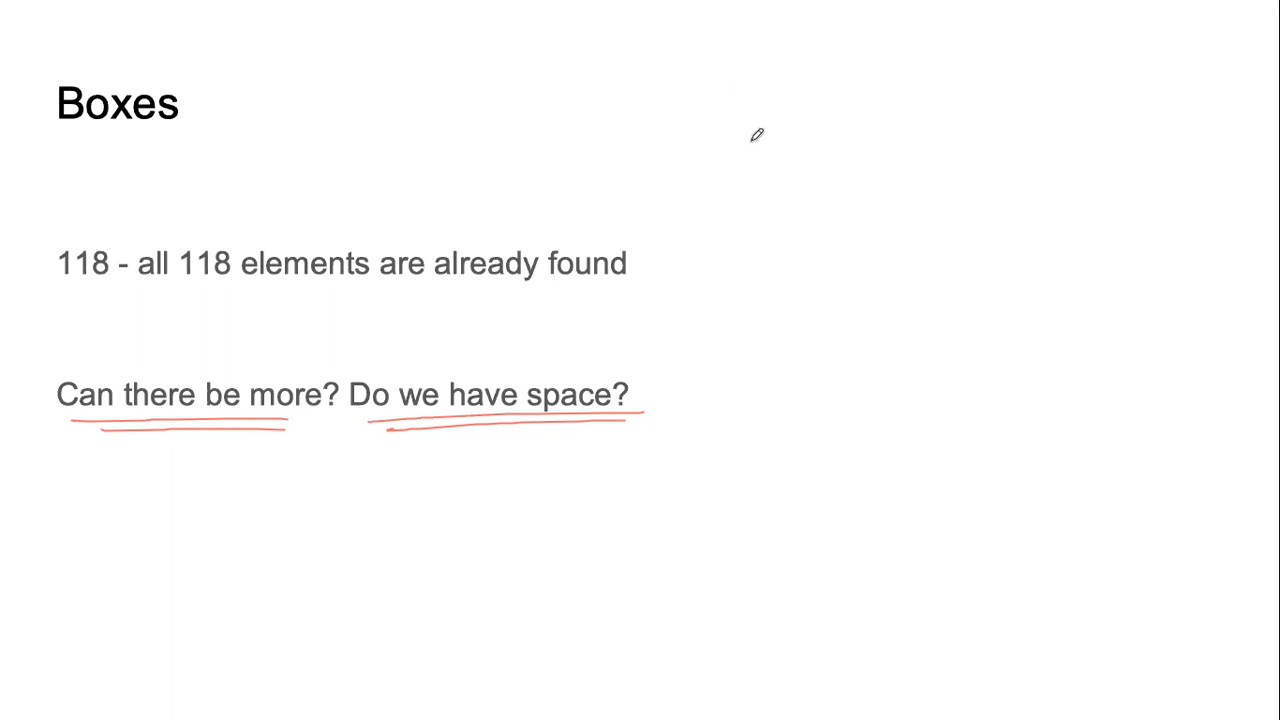 Boxes
118 - all 118 elements are already found
Can there be more? Do we have space?